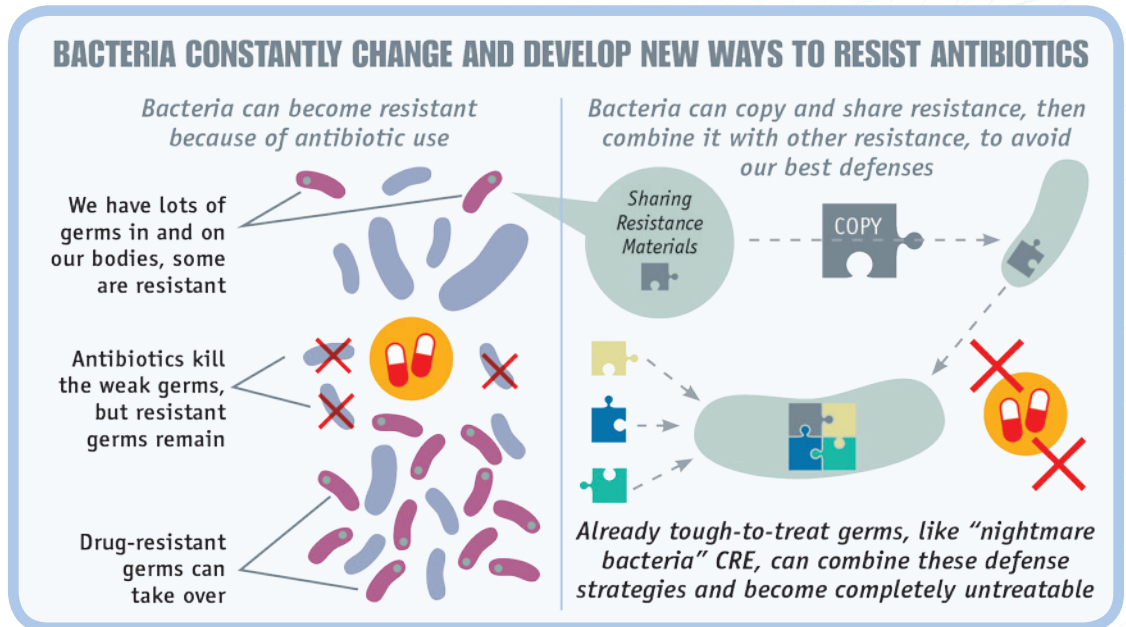 BACTERIA CONSTANTLY CHANGE AND DEVELOP NEW WAYS TO RESIST ANTIBIOTICS
Bacteria can become resistant
because of antibiotic use
We have lots of
germs in and on
our bodies, some
are resistant
Antibiotics kill
the weak germs,
but resistant
germs remain
Drug-resistant
germs can
take over
Bacteria can copy and share resistance, then
combine it with other resistance, to avoid
our best defenses
Sharing
Resistance
Materials
COPY
Already tough-to-treat germs, like “nightmare
bacteria” CRE, can combine these defense
strategies and become completely untreatable